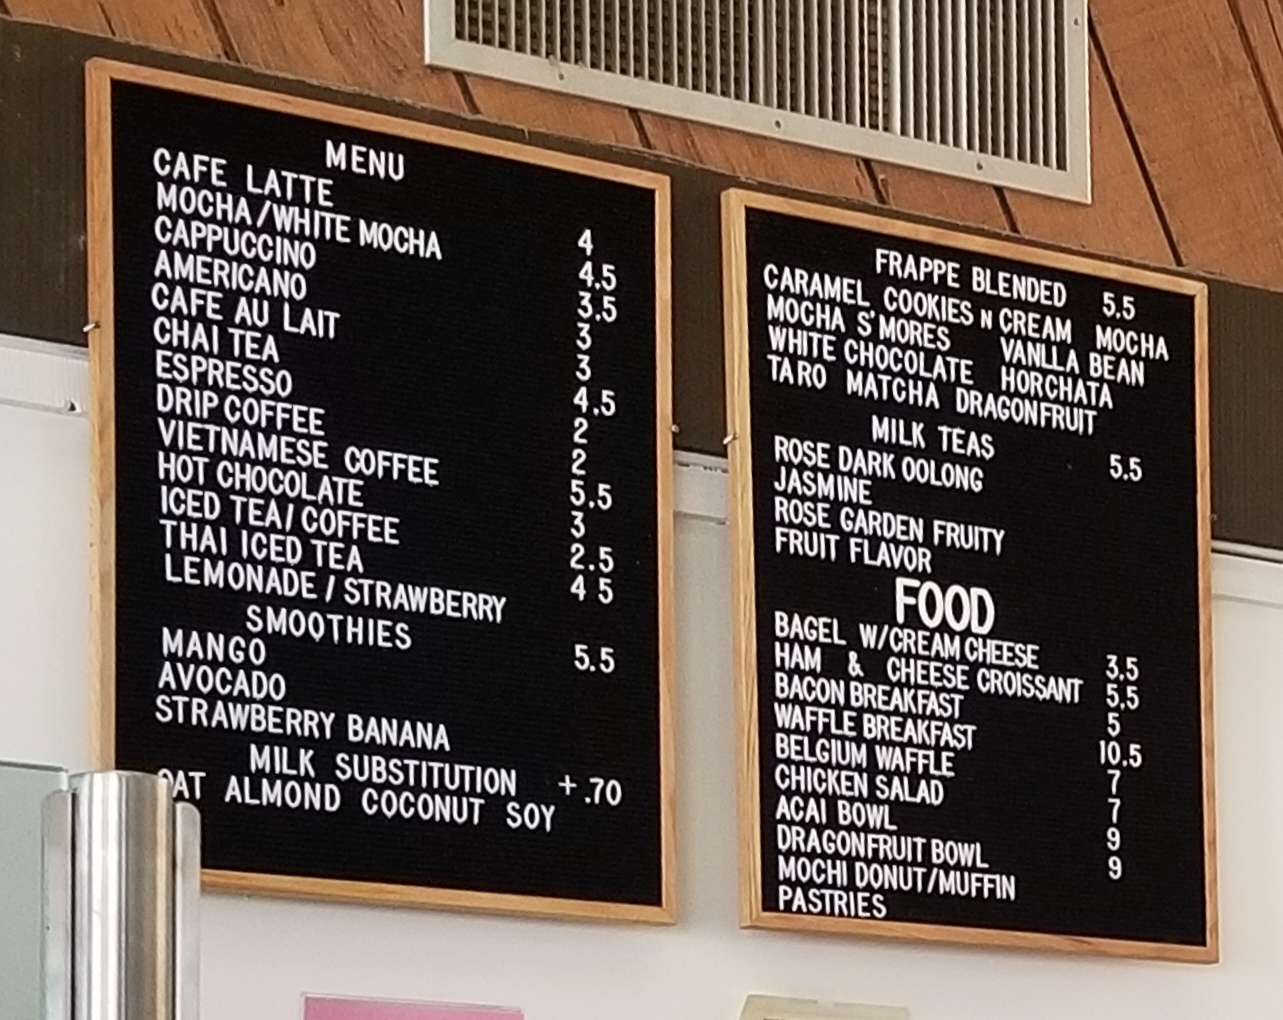 MENU
CAFE LATTE 4
MOCHA/WHITE MOCHA 4.5
CAPPUCCINO 3.5
AMERICANO 3
CAFE AU LAIT 3
CHAI TEA 4.5
ESPRESSO 2
DRIP COFFEE 2
VIETNAMESE COFFEE 5.5
HOT CHOCOLATE 3
ICED TEA/COFFEE 2.5
THAI ICED TEA 4 5
LEMONADE / STRAWBERRY
SMOOTHIES 5.5
MANGO
AVOCADO
STRAWBERRY BANANA
MILK SUBSTITUTION +.70
OAT ALMOND COCONUT SOY
FRAPPE BLENDED 5.5
CARAMEL COOKIES N CREAM MOCHA
MOCHA S'MORES VANLLA BEAN
WHITE CHOCOLATE HORCHATA
TARO MATCHA DRAGONFRUIT
MILK TEAS 5.5
ROSE DARK OOLONG
JASMINE
ROSE GARDEN FRUITY
FRUIT FLAVOR
FOOD
BAGEL W/CREAM CHEESE 3.5
HAM & CHEESE CROISSANT 5.5
BACON BREAKFAST 5
WAFFLE BREAKFAST 10.5
BELGIUM WAFFLE 7
CHICKEN SALAD 7
ACAI BOWL 9
DRAGONFRUIT BOWL 9
MOCHI DONUT/MUFFIN
PASTRIES